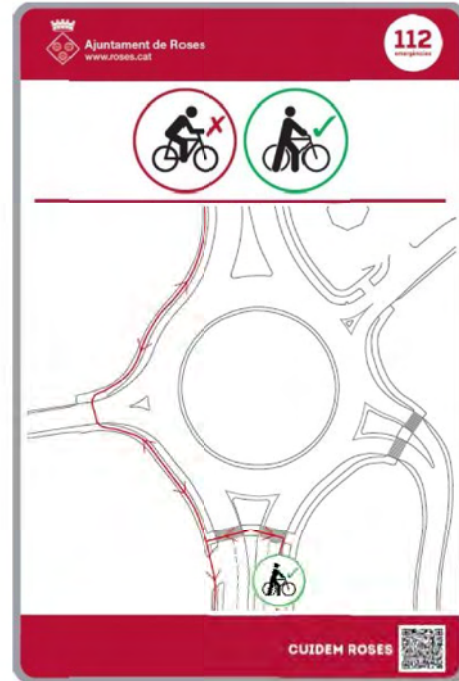 Ajuntament de Roses
www.roses.cat
112
emergències
CUIDEM ROSES